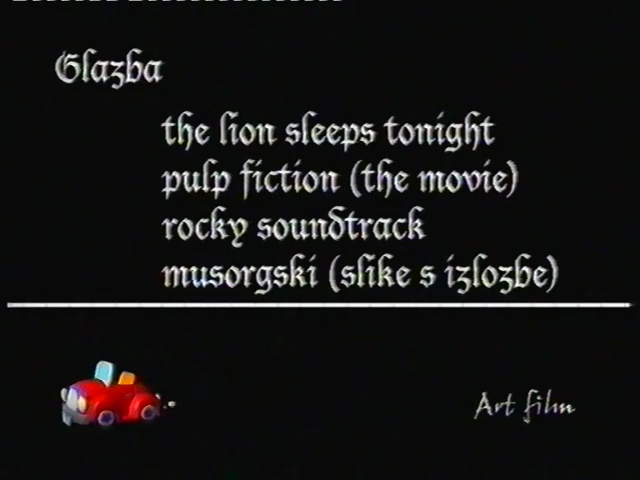 Glazba
the lion sleeps tonight
pulp fiction (the movie)
rocky soundtrack
musorgski (slike s izlozbe)
Art film